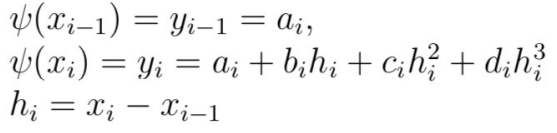 ψ(x_{i−1}) = y_{i−1} = a_i,
ψ(x_i) = y_i = a_i + b_i h_i + c_i h_i^2 + d_i h_i^3
h_i = x_i − x_{i−1}